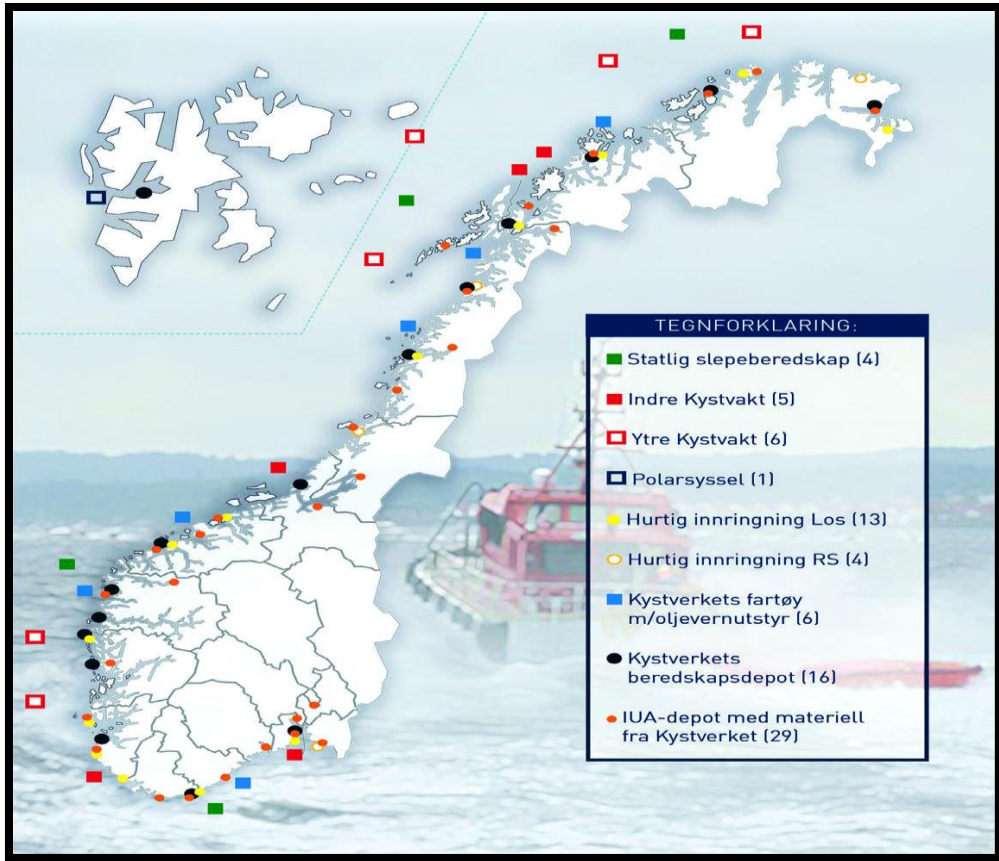 TEGNFORKLARING:
Statlig slepeberedskap (4)
Indre Kystvakt (5)
Ytre Kystvakt (6)
Polarsyssel (1)
Hurtig innringning Los (13)
Hurtig innringning RS (4)
Kystverkets fartøy
m/oljevernutstyr (6)
Kystverkets
beredskapsdepot (16)
IUA-depot med materiell
fra Kystverket (29)